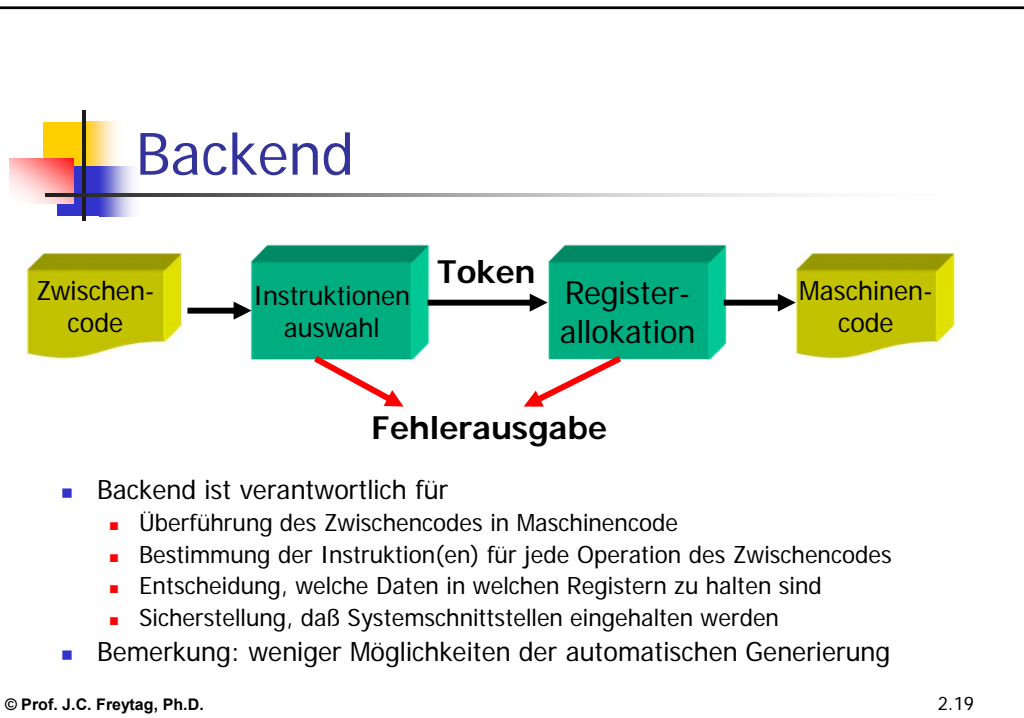 Backend
Zwischen-
code
Instruktionen
auswahl
Token
Register-
allokation
Maschinen-
code
Fehlerausgabe
Backend ist verantwortlich für
Überführung des Zwischencodes in Maschinencode
Bestimmung der Instruktion(en) für jede Operation des Zwischencodes
Entscheidung, welche Daten in welchen Registern zu halten sind
Sicherstellung, daß Systemschnittstellen eingehalten werden
Bemerkung: weniger Möglichkeiten der automatischen Generierung
© Prof. J.C. Freytag, Ph.D.
2.19